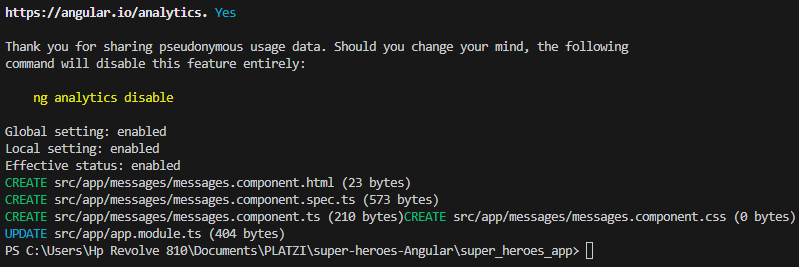 https://angular.io/analytics. Yes
Thank you for sharing pseudonymous usage data. Should you change your mind, the following
command will disable this feature entirely:
ng analytics disable
Global setting: enabled
Local setting: enabled
Effective status: enabled
CREATE src/app/messages/messages.component.html (23 bytes)
CREATE src/app/messages/messages.component.spec.ts (573 bytes)
CREATE src/app/messages/messages.component.ts (210 bytes)CREATE src/app/messages/messages.component.css (0 bytes)
UPDATE src/app/app.module.ts (404 bytes)
PS C:\Users\Hp Revolve 810\Documents\PLATZI\super-heroes-Angular\super_heroes_app>